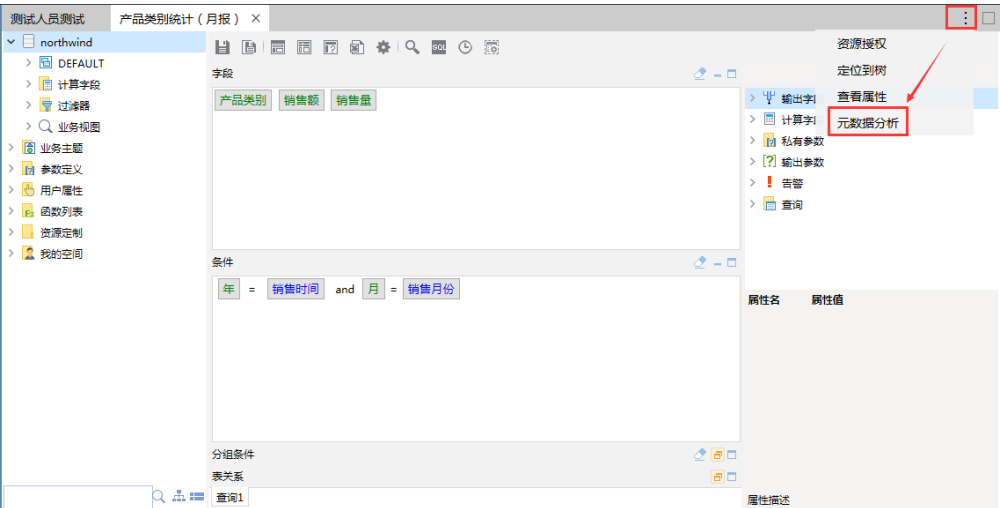 测试人员测试
产品类别统计（月报） ×
northwind
DEFAULT
计算字段
过滤器
业务视图
业务主题
参数定义
用户属性
函数列表
资源定制
我的空间
SQL
字段
产品类别 销售额 销售量
条件
年 = 销售时间 and 月 = 销售月份
分组条件
表关系
查询1
资源授权
定位到树
查看属性
元数据分析
输出字
计算字
私有参数
输出参数
告警
查询
属性名 属性值
属性描述